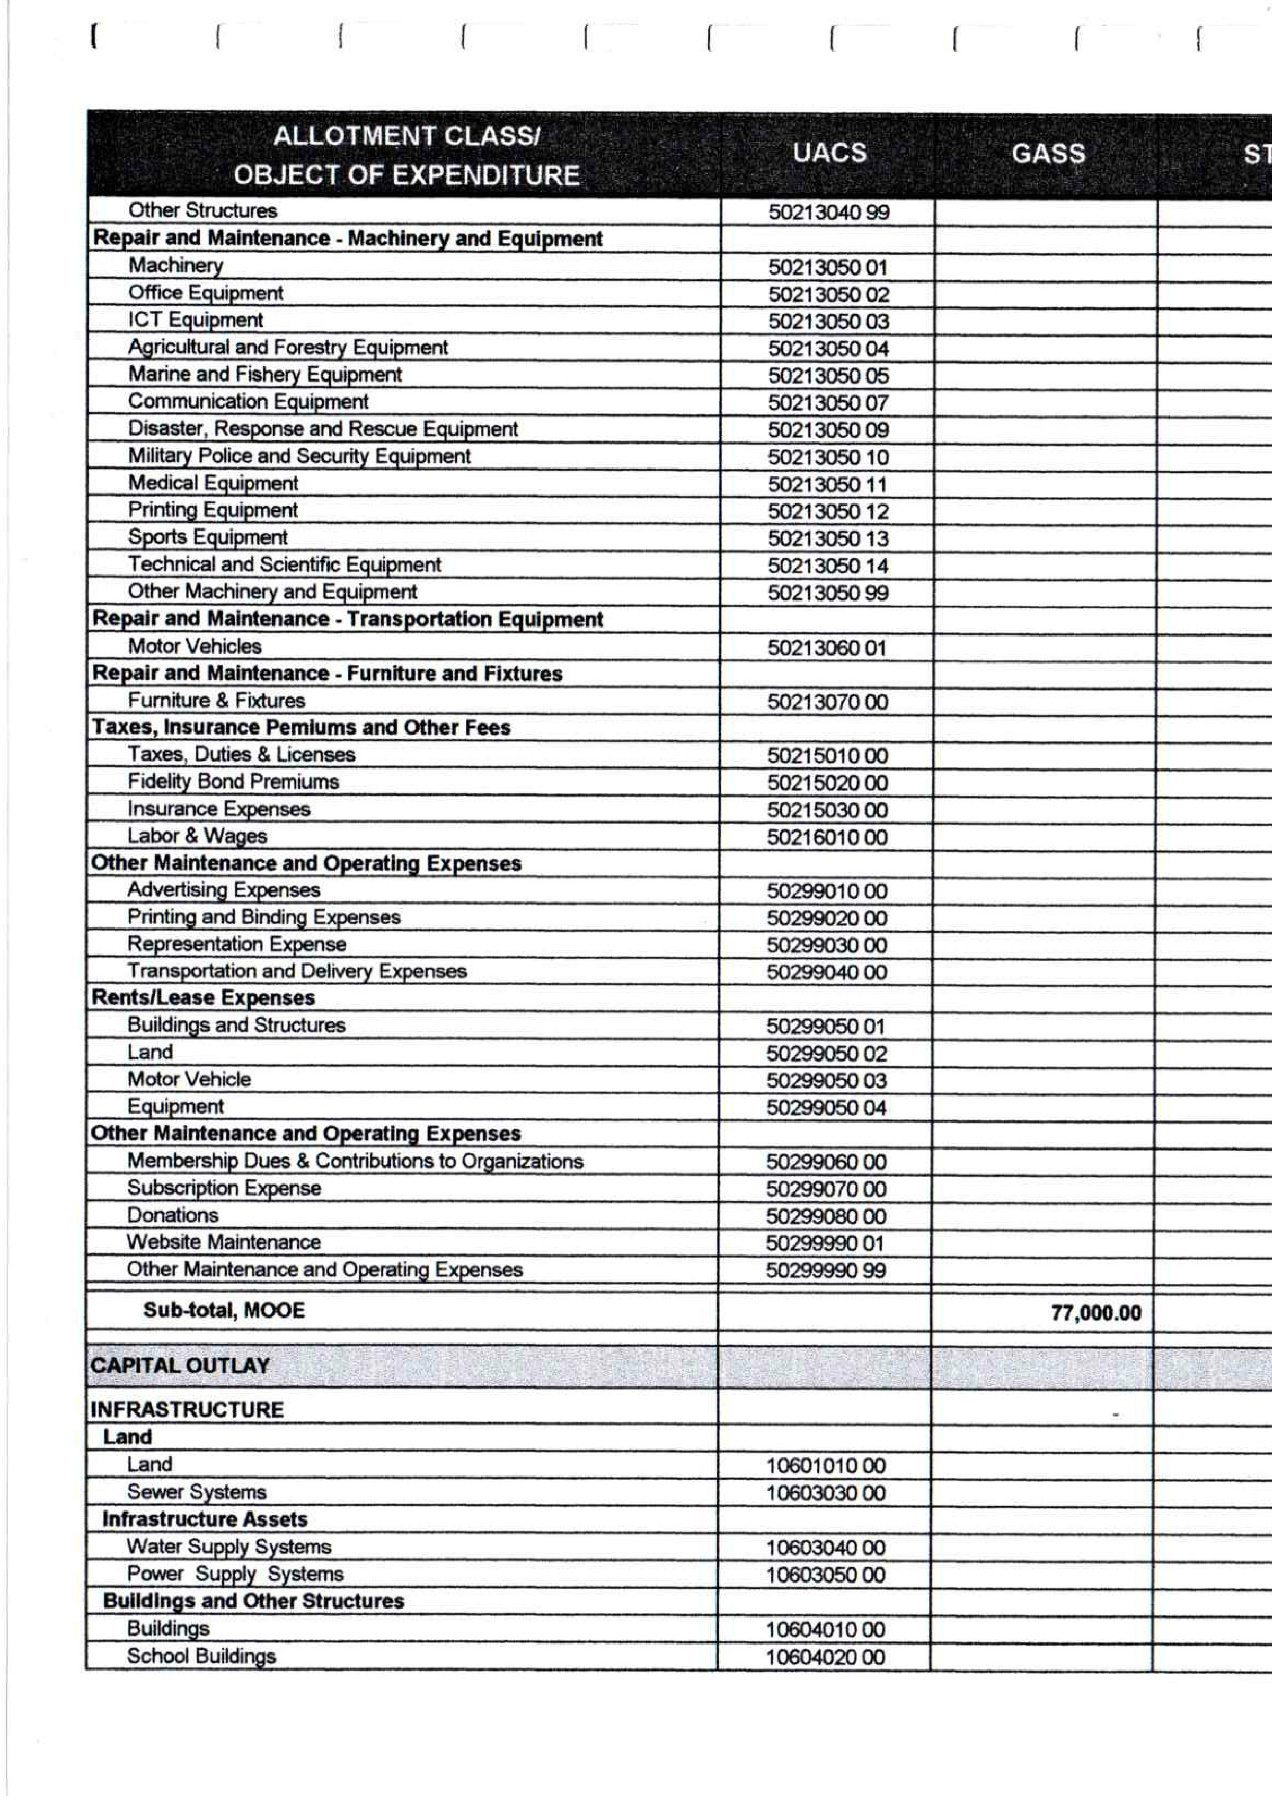 ALLOTMENT CLASS/
OBJECT OF EXPENDITURE UACS GASS ST
Other Structures 50213040 99
Repair and Maintenance - Machinery and Equipment
Machinery 50213050 01
Office Equipment 50213050 02
ICT Equipment 50213050 03
Agricultural and Forestry Equipment 50213050 04
Marine and Fishery Equipment 50213050 05
Communication Equipment 50213050 07
Disaster, Response and Rescue Equipment 50213050 09
Military Police and Security Equipment 50213050 10
Medical Equipment 50213050 11
Printing Equipment 50213050 12
Sports Equipment 50213050 13
Technical and Scientific Equipment 50213050 14
Other Machinery and Equipment 50213050 99
Repair and Maintenance - Transportation Equipment
Motor Vehicles 50213060 01
Repair and Maintenance - Furniture and Fixtures
Furniture & Fixtures 50213070 00
Taxes, Insurance Pemiums and Other Fees
Taxes, Duties & Licenses 50215010 00
Fidelity Bond Premiums 50215020 00
Insurance Expenses 50215030 00
Labor & Wages 50216010 00
Other Maintenance and Operating Expenses
Advertising Expenses 50299010 00
Printing and Binding Expenses 50299020 00
Representation Expense 50299030 00
Transportation and Delivery Expenses 50299040 00
Rents/Lease Expenses
Buildings and Structures 50299050 01
Land 50299050 02
Motor Vehicle 50299050 03
Equipment 50299050 04
Other Maintenance and Operating Expenses
Membership Dues & Contributions to Organizations 50299060 00
Subscription Expense 50299070 00
Donations 50299080 00
Website Maintenance 50299990 01
Other Maintenance and Operating Expenses 50299990 99
Sub-total, MOOE 77,000.00
CAPITAL OUTLAY
INFRASTRUCTURE -
Land
Land 10601010 00
Sewer Systems 10603030 00
Infrastructure Assets
Water Supply Systems 10603040 00
Power Supply Systems 10603050 00
Buildings and Other Structures
Buildings 10604010 00
School Buildings 10604020 00